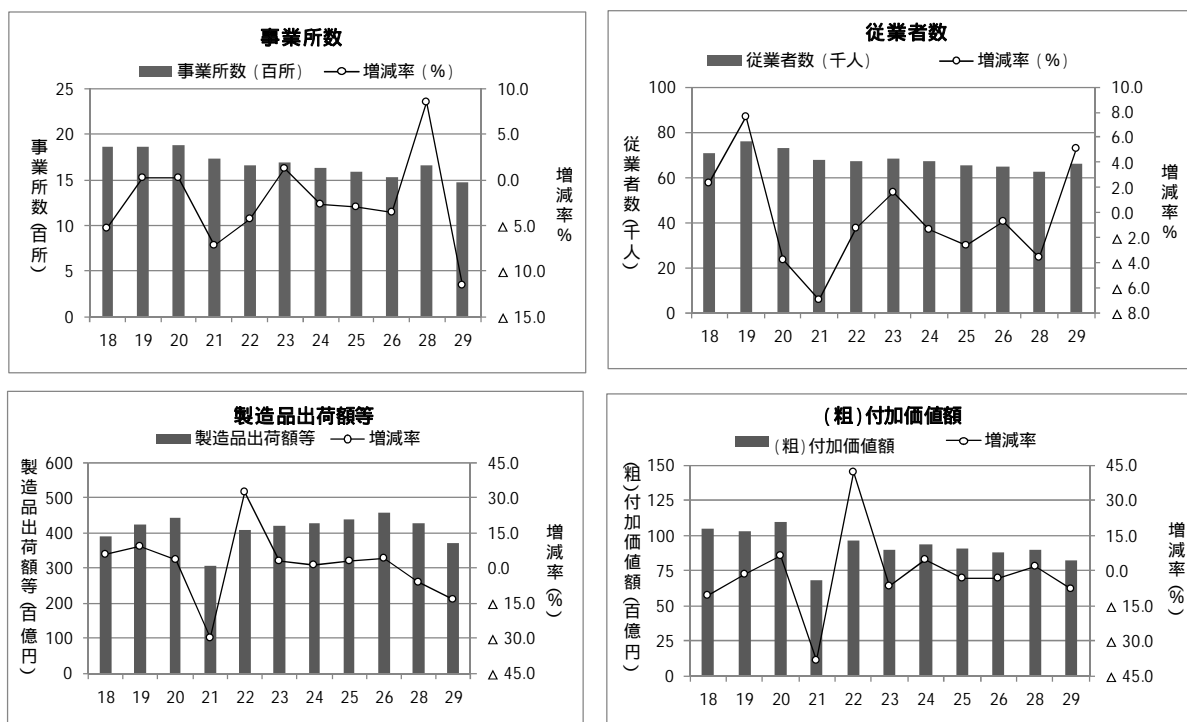 事業所数
事業所数 (百所) 増減率 (%)
25
20
15
10
5
0
10.0
5.0
0.0
△ 5.0
△ 10.0
△ 15.0
事業所数(百所)
増減率%
18 19 20 21 22 23 24 25 26 28 29
従業者数
従業者数 (千人) 増減率 (%)
100
80
60
40
20
0
10.0
8.0
6.0
4.0
2.0
0.0
△ 2.0
△ 4.0
△ 6.0
△ 8.0
従業者数(千人)
増減率%
18 19 20 21 22 23 24 25 26 28 29
製造品出荷額等
製造品出荷額等 増減率
600
500
400
300
200
100
0
45.0
30.0
15.0
0.0
△ 15.0
△ 30.0
△ 45.0
製造品出荷額等(百億円)
増減率(%)
18 19 20 21 22 23 24 25 26 28 29
(粗)付加価値額
(粗)付加価値額 増減率
150
125
100
75
50
25
0
45.0
30.0
15.0
0.0
△ 15.0
△ 30.0
△ 45.0
(粗)付加価値額(百億円)
増減率(%)
18 19 20 21 22 23 24 25 26 28 29